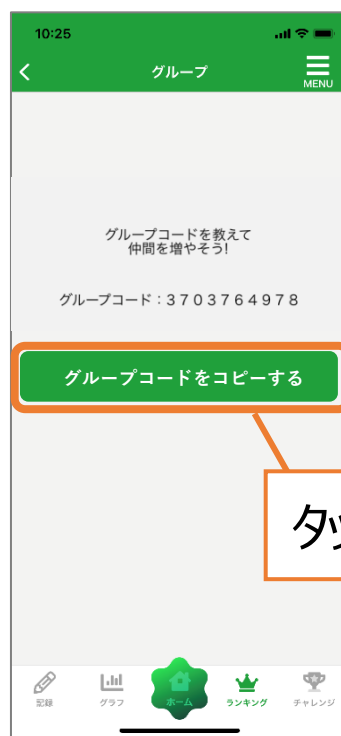 10:25
グループ
MENU
グループコードを教えて
仲間を増やそう!
グループコード：3703764978
グループコードをコピーする
記録
グラフ
ホーム
ランキング
チャレンジ